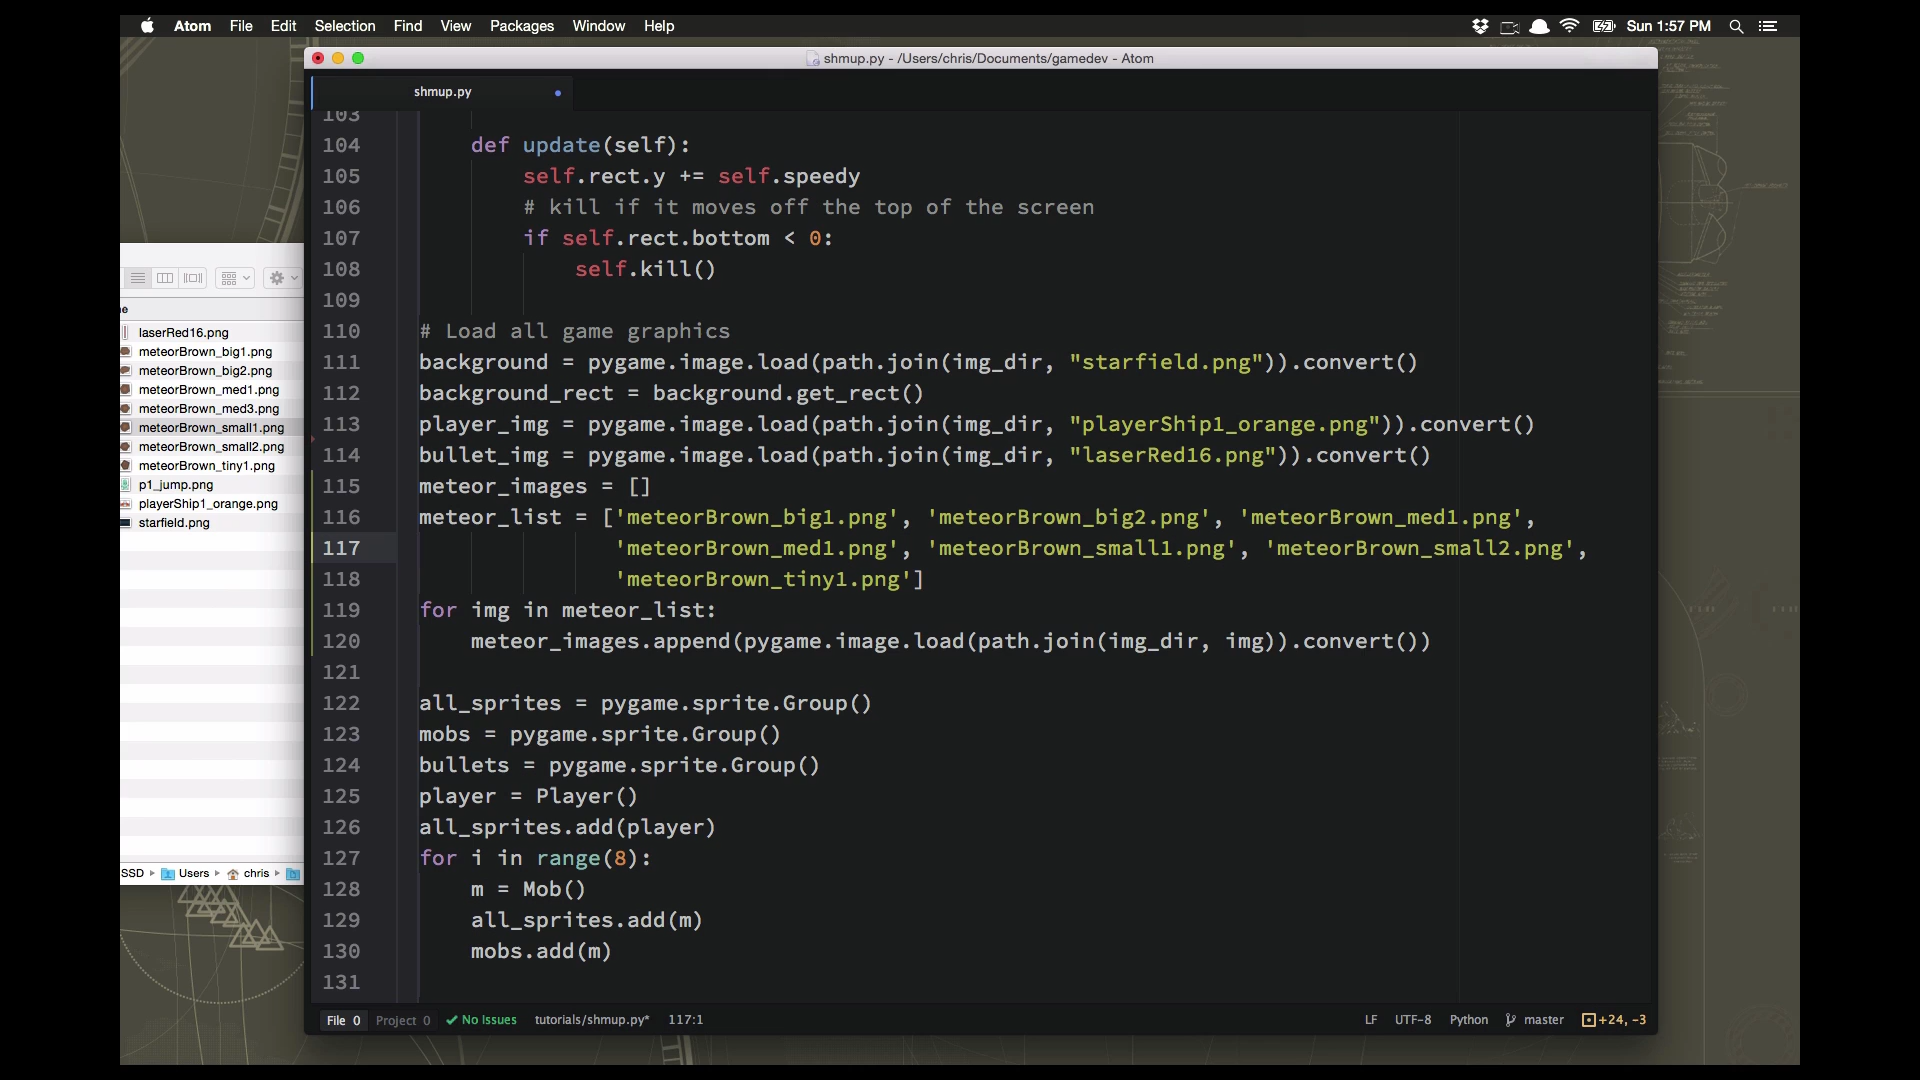 Atom File Edit Selection Find View Packages Window Help Sun 1:57 PM
shmup.py - /Users/chris/Documents/gamedev - Atom
shmup.py
103
104 def update(self):
105 self.rect.y += self.speedy
106 # kill if it moves off the top of the screen
107 if self.rect.bottom < 0:
108 self.kill()
109
110 # Load all game graphics
111 background = pygame.image.load(path.join(img_dir, "starfield.png")).convert()
112 background_rect = background.get_rect()
113 player_img = pygame.image.load(path.join(img_dir, "playerShip1_orange.png")).convert()
114 bullet_img = pygame.image.load(path.join(img_dir, "laserRed16.png")).convert()
115 meteor_images = []
116 meteor_list = ['meteorBrown_big1.png', 'meteorBrown_big2.png', 'meteorBrown_med1.png',
117 'meteorBrown_med1.png', 'meteorBrown_small1.png', 'meteorBrown_small2.png',
118 'meteorBrown_tiny1.png']
119 for img in meteor_list:
120 meteor_images.append(pygame.image.load(path.join(img_dir, img)).convert())
121
122 all_sprites = pygame.sprite.Group()
123 mobs = pygame.sprite.Group()
124 bullets = pygame.sprite.Group()
125 player = Player()
126 all_sprites.add(player)
127 for i in range(8):
128 m = Mob()
129 all_sprites.add(m)
130 mobs.add(m)
131
File 0 Project 0 No Issues tutorials/shmup.py* 117:1 LF UTF-8 Python master +24, -3
laserRed16.png
meteorBrown_big1.png
meteorBrown_big2.png
meteorBrown_med1.png
meteorBrown_med3.png
meteorBrown_small1.png
meteorBrown_small2.png
meteorBrown_tiny1.png
p1_jump.png
playerShip1_orange.png
starfield.png
SSD Users chris